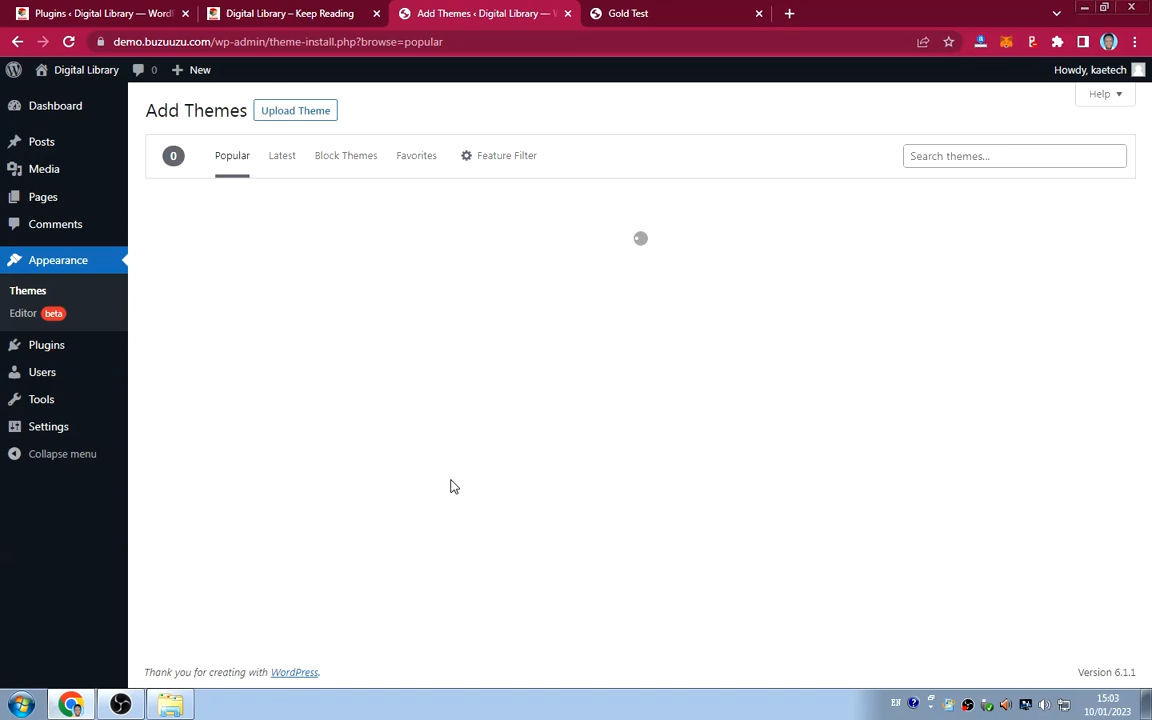 Plugins ‹ Digital Library — WordP
Digital Library – Keep Reading
Add Themes ‹ Digital Library — W
Gold Test
demo.buzuuzu.com/wp-admin/theme-install.php?browse=popular
Digital Library
0
New
Howdy, kaetech
Dashboard
Posts
Media
Pages
Comments
Appearance
Themes
Editor beta
Plugins
Users
Tools
Settings
Collapse menu
Help
Add Themes
Upload Theme
0
Popular
Latest
Block Themes
Favorites
Feature Filter
Search themes...
Thank you for creating with WordPress.
Version 6.1.1
EN
15:03
10/01/2023